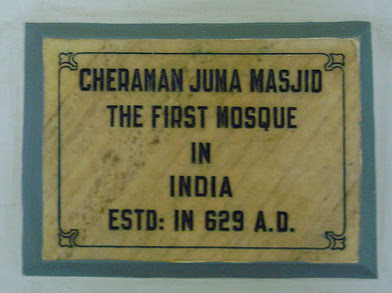 CHERAMAN JUMA MASJID
THE FIRST MOSQUE
IN
INDIA
ESTD: IN 629 A.D.